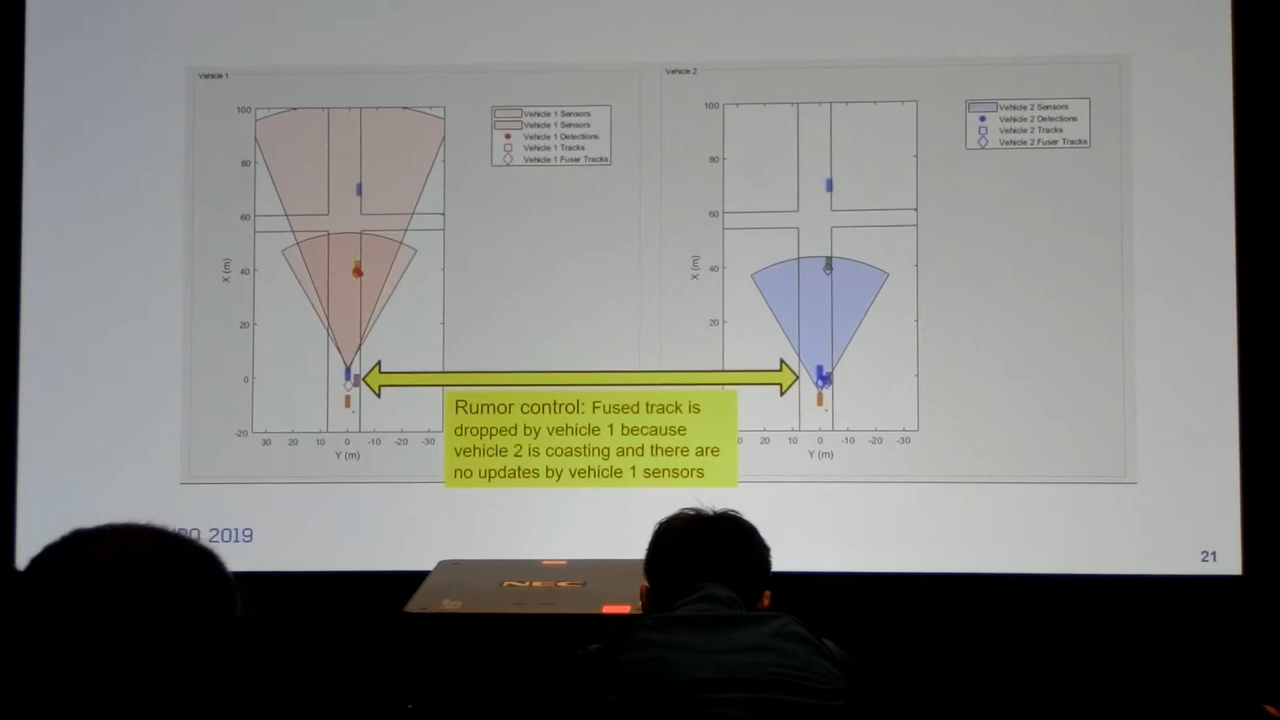 Vehicle 1
100
80
60
40
20
0
-20
X (m)
30 20 10 0 -10 -20 -30
Y (m)
Vehicle 1 Sensors
Vehicle 1 Sensors
Vehicle 1 Detections
Vehicle 1 Tracks
Vehicle 1 Fuser Tracks
Vehicle 2
100
80
60
40
20
X (m)
0 20 10 0 -10 -20 -30
Y (m)
Vehicle 2 Sensors
Vehicle 2 Detections
Vehicle 2 Tracks
Vehicle 2 Fuser Tracks
Rumor control: Fused track is
dropped by vehicle 1 because
vehicle 2 is coasting and there are
no updates by vehicle 1 sensors
2019
21
NEC